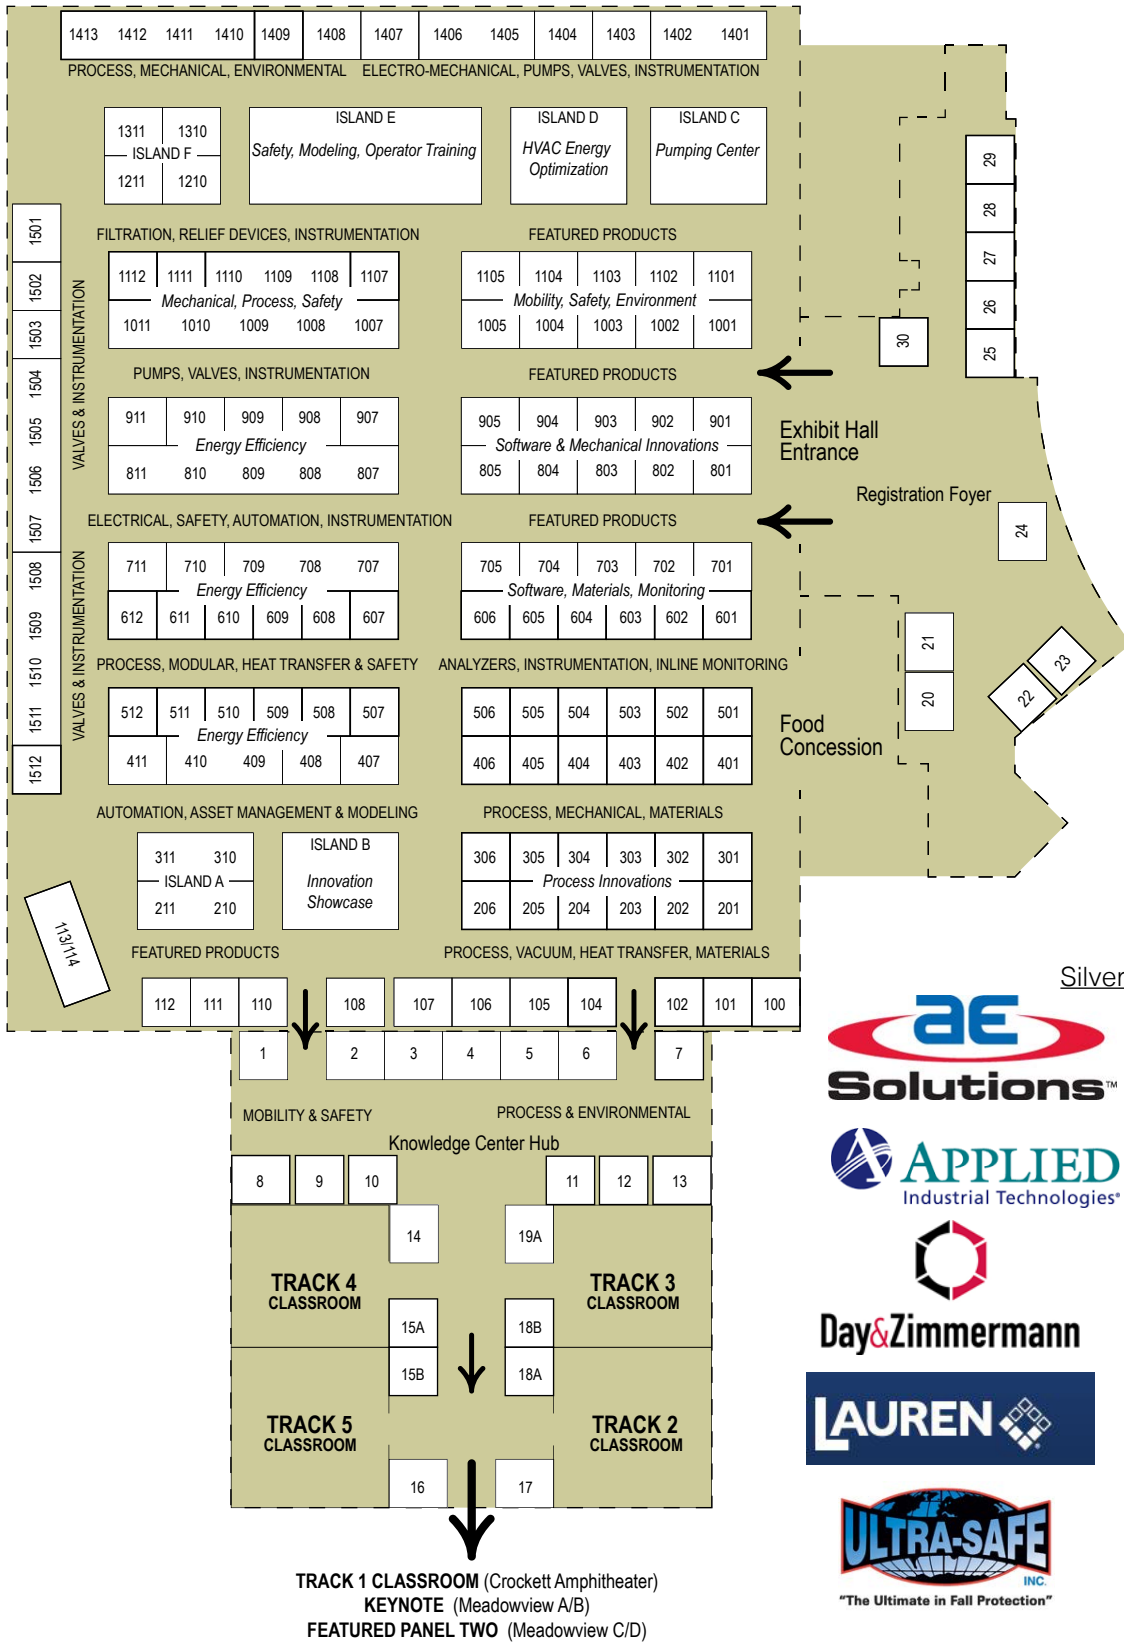 1413 1412 1411 1410 1409 1408 1407 1406 1405 1404 1403 1402 1401
PROCESS, MECHANICAL, ENVIRONMENTAL ELECTRO-MECHANICAL, PUMPS, VALVES, INSTRUMENTATION
1311 1310
ISLAND F
1211 1210
ISLAND E
Safety, Modeling, Operator Training
ISLAND D
HVAC Energy
Optimization
ISLAND C
Pumping Center
29
28
27
26
25
30
1501
1502
1503
1504
1505
1506
1507
1508
1509
1510
1511
1512
VALVES & INSTRUMENTATION
VALVES & INSTRUMENTATION
FILTRATION, RELIEF DEVICES, INSTRUMENTATION FEATURED PRODUCTS
1112 1111 1110 1109 1108 1107 1105 1104 1103 1102 1101
Mechanical, Process, Safety Mobility, Safety, Environment
1011 1010 1009 1008 1007 1005 1004 1003 1002 1001
PUMPS, VALVES, INSTRUMENTATION FEATURED PRODUCTS
911 910 909 908 907 905 904 903 902 901
Energy Efficiency Software & Mechanical Innovations
811 810 809 808 807 805 804 803 802 801
Exhibit Hall
Entrance
Registration Foyer
24
ELECTRICAL, SAFETY, AUTOMATION, INSTRUMENTATION FEATURED PRODUCTS
711 710 709 708 707 705 704 703 702 701
Energy Efficiency Software, Materials, Monitoring
612 611 610 609 608 607 606 605 604 603 602 601
21
20
23
22
PROCESS, MODULAR, HEAT TRANSFER & SAFETY ANALYZERS, INSTRUMENTATION, INLINE MONITORING
512 511 510 509 508 507 506 505 504 503 502 501
Energy Efficiency
411 410 409 408 407 406 405 404 403 402 401
Food
Concession
AUTOMATION, ASSET MANAGEMENT & MODELING PROCESS, MECHANICAL, MATERIALS
311 310
ISLAND A
211 210
ISLAND B
Innovation
Showcase
306 305 304 303 302 301
Process Innovations
206 205 204 203 202 201
113/114
FEATURED PRODUCTS PROCESS, VACUUM, HEAT TRANSFER, MATERIALS
112 111 110 108 107 106 105 104 102 101 100
1 2 3 4 5 6 7
MOBILITY & SAFETY PROCESS & ENVIRONMENTAL
Knowledge Center Hub
8 9 10 11 12 13
14 19A
TRACK 4
CLASSROOM
TRACK 3
CLASSROOM
15A 18B
15B 18A
TRACK 5
CLASSROOM
TRACK 2
CLASSROOM
16 17
TRACK 1 CLASSROOM (Crockett Amphitheater)
KEYNOTE (Meadowview A/B)
FEATURED PANEL TWO (Meadowview C/D)
Silver
ae
Solutions™
APPLIED
Industrial Technologies®
Day&Zimmermann
LAUREN
ULTRA-SAFE
INC.
"The Ultimate in Fall Protection"